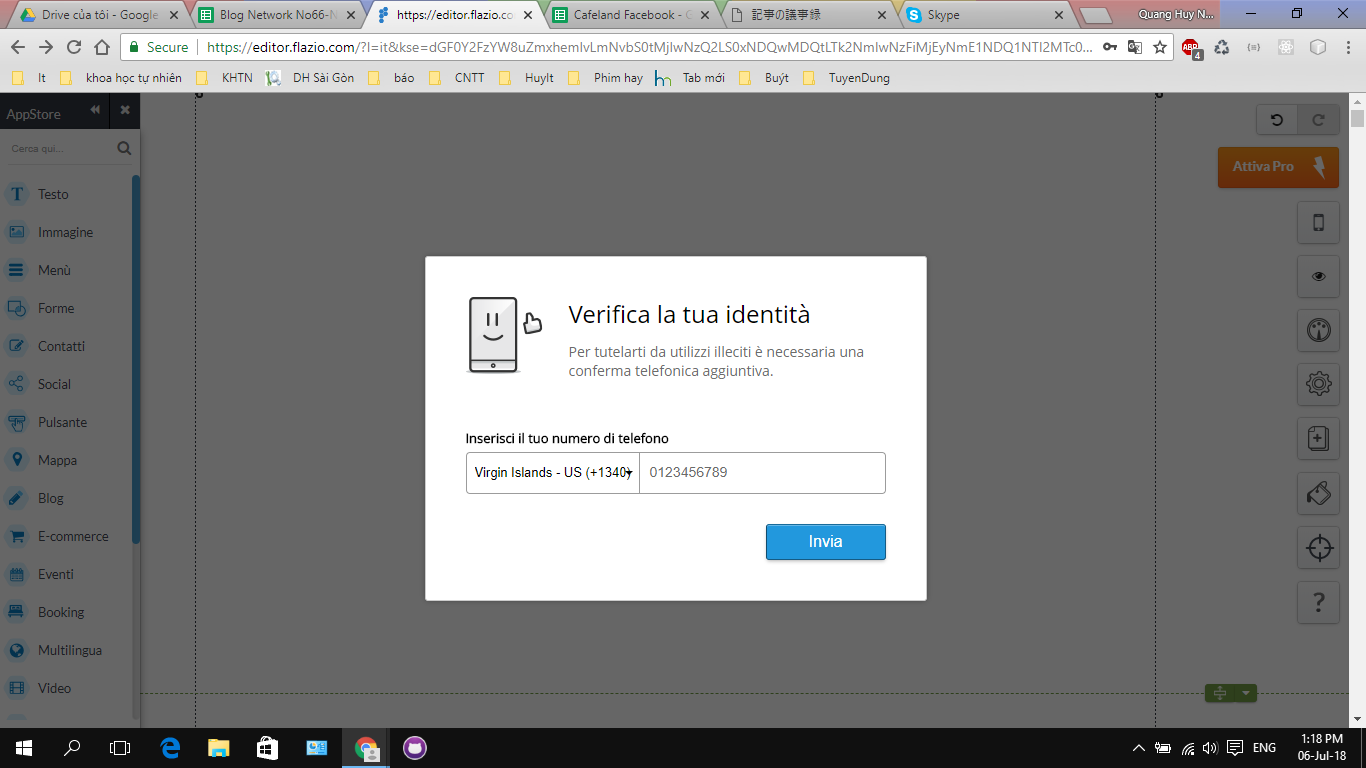 Drive của tôi - Google
Blog Network No66-N
https://editor.flazio.co
Cafeland Facebook - G
記事の議事録
Skype
Quang Huy N...
Secure
https://editor.flazio.com/?l=it&kse=dGF0Y2FzYW8uZmxhemlvLmNvbS0tMjIwNzQ2LS0xNDQwMDQtLTk2NmIwNzFiMjEyNmE1NDQ1NTI2MTc0...
4
It
khoa học tự nhiên
KHTN
DH Sài Gòn
báo
CNTT
HuyIt
Phim hay
Tab mới
Buýt
TuyenDung
AppStore
Cerca qui...
Attiva Pro
Testo
Immagine
Menù
Forme
Contatti
Social
Pulsante
Mappa
Blog
E-commerce
Eventi
Booking
Multilingua
Video
Verifica la tua identità
Per tutelarti da utilizzi illeciti è necessaria una
conferma telefonica aggiuntiva.
Inserisci il tuo numero di telefono
Virgin Islands - US (+1340)
0123456789
Invia
ENG
1:18 PM
06-Jul-18